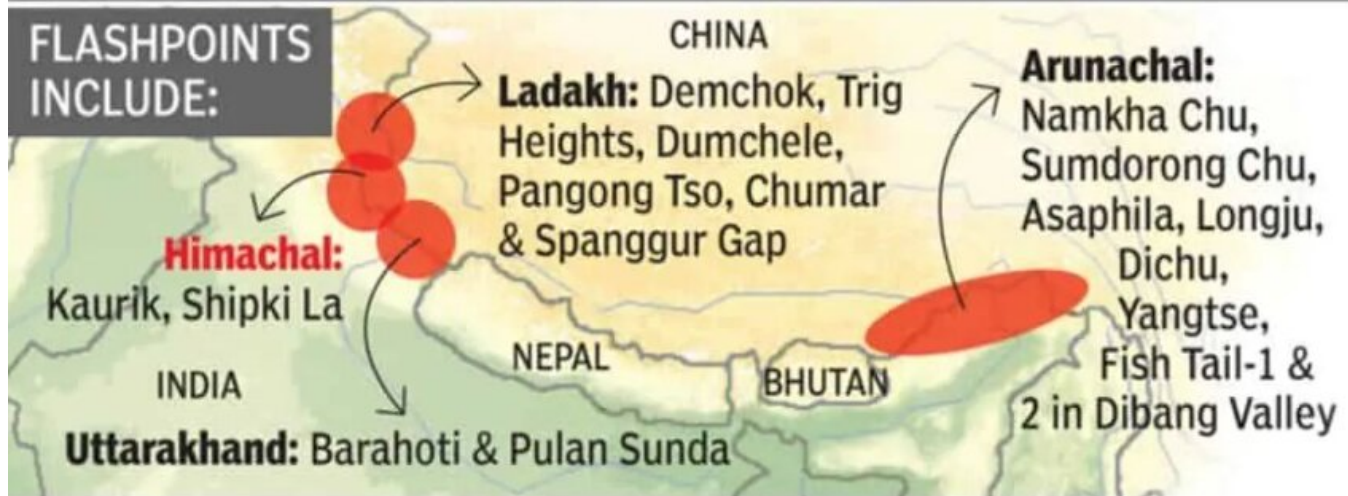 FLASHPOINTS
INCLUDE:
CHINA
Ladakh: Demchok, Trig
Heights, Dumchele,
Pangong Tso, Chumar
& Spanggur Gap
Arunachal:
Namkha Chu,
Sumdorong Chu,
Asaphila, Longju,
Dichu,
Yangtse,
Fish Tail-1 &
2 in Dibang Valley
Himachal:
Kaurik, Shipki La
NEPAL
BHUTAN
INDIA
Uttarakhand: Barahoti & Pulan Sunda